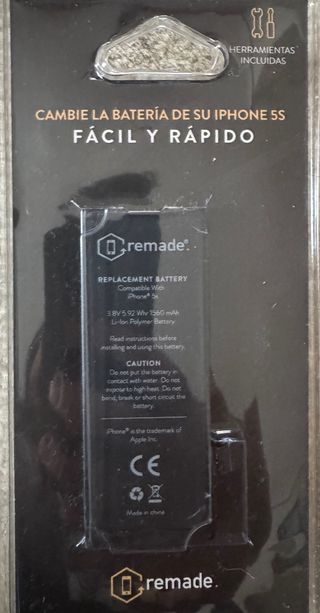 HERRAMIENTAS
INCLUIDAS
CAMBIE LA BATERÍA DE SU IPHONE 5S
FÁCIL Y RÁPIDO
remade®
REPLACEMENT BATTERY
Compatible With
iPhone® 5s
3.8V 5.92 Whr 1560 mAh
Li-Ion Polymer Battery
Read instructions before
installing and using this battery.
CAUTION
Do not put the battery in
contact with water. Do not
expose to high heat. Do not
bend, break or short circuit the
battery.
iPhone® is the trademark of
Apple Inc.
CE
Made in china
remade.